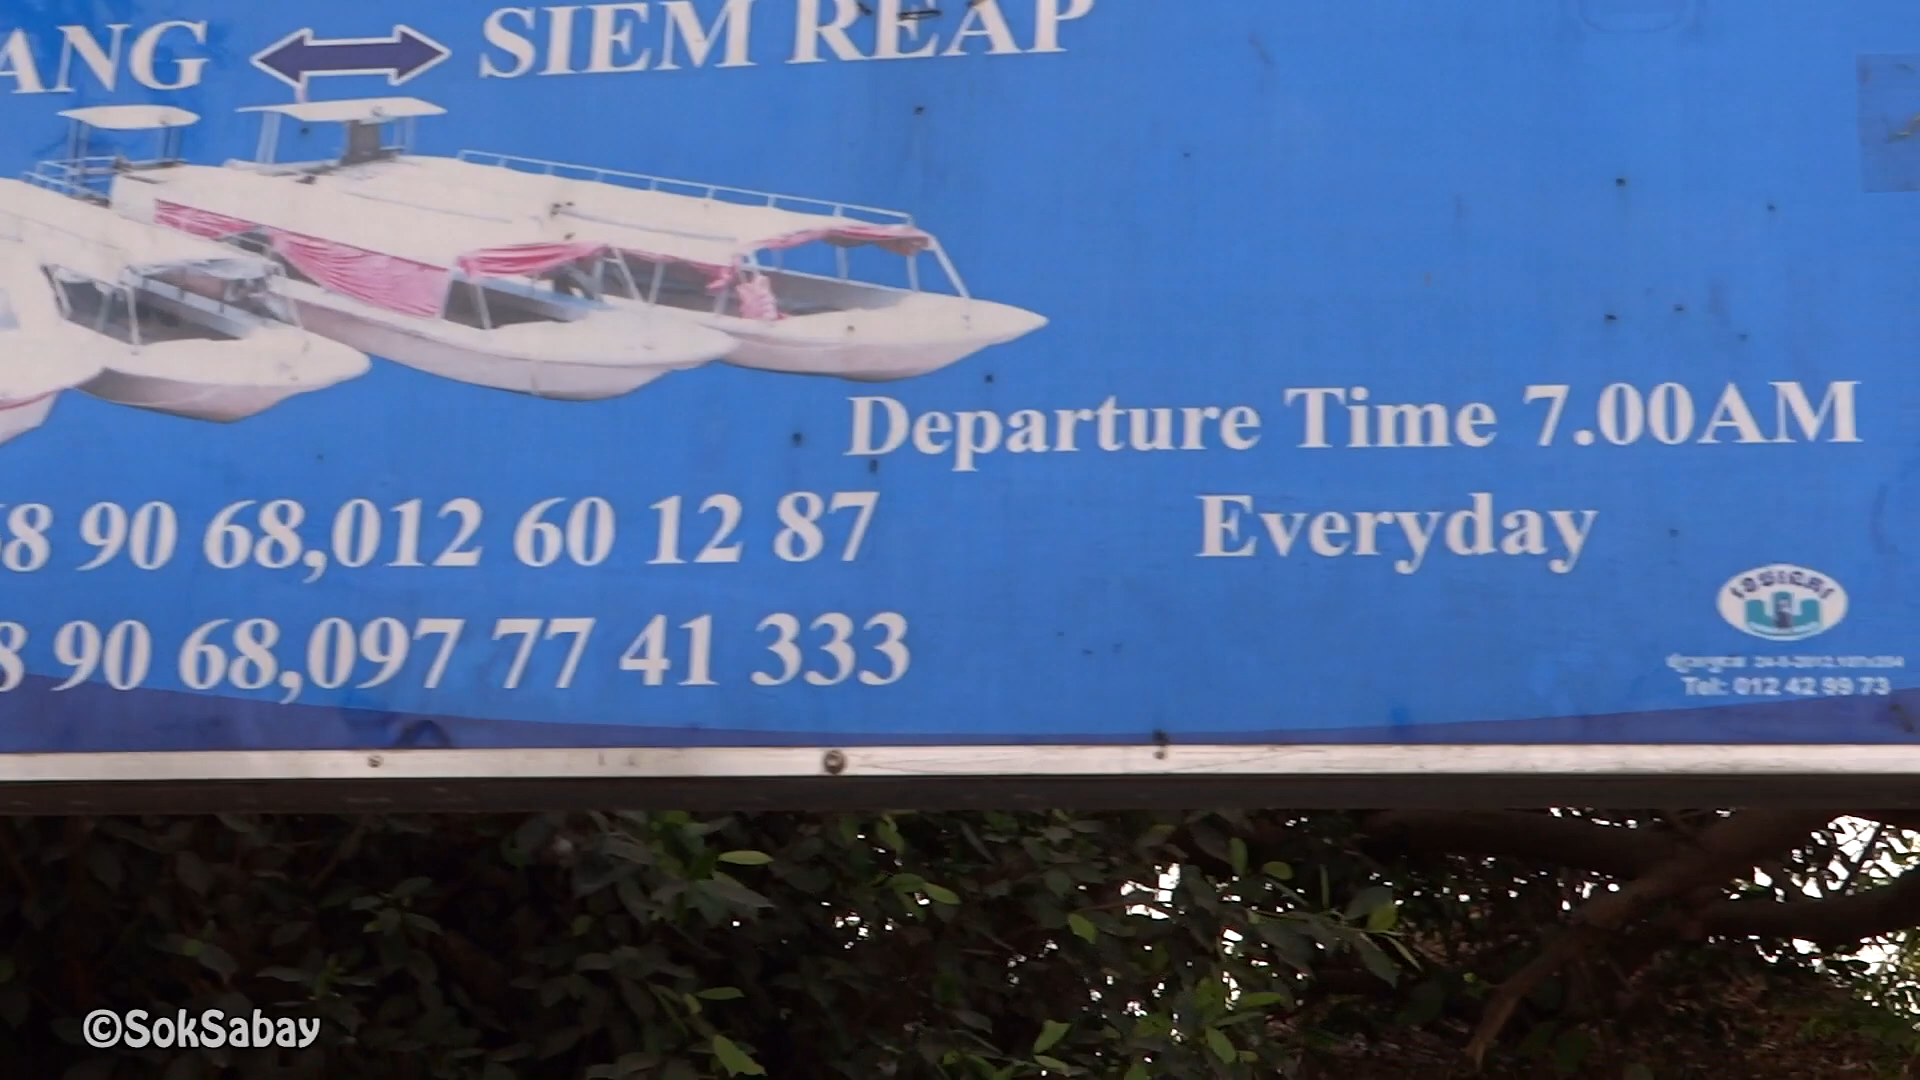 ANG SIEM REAP
Departure Time 7.00AM
Everyday
8 90 68,012 60 12 87
8 90 68,097 77 41 333
Tel: 012 42 99 73
©SokSabay